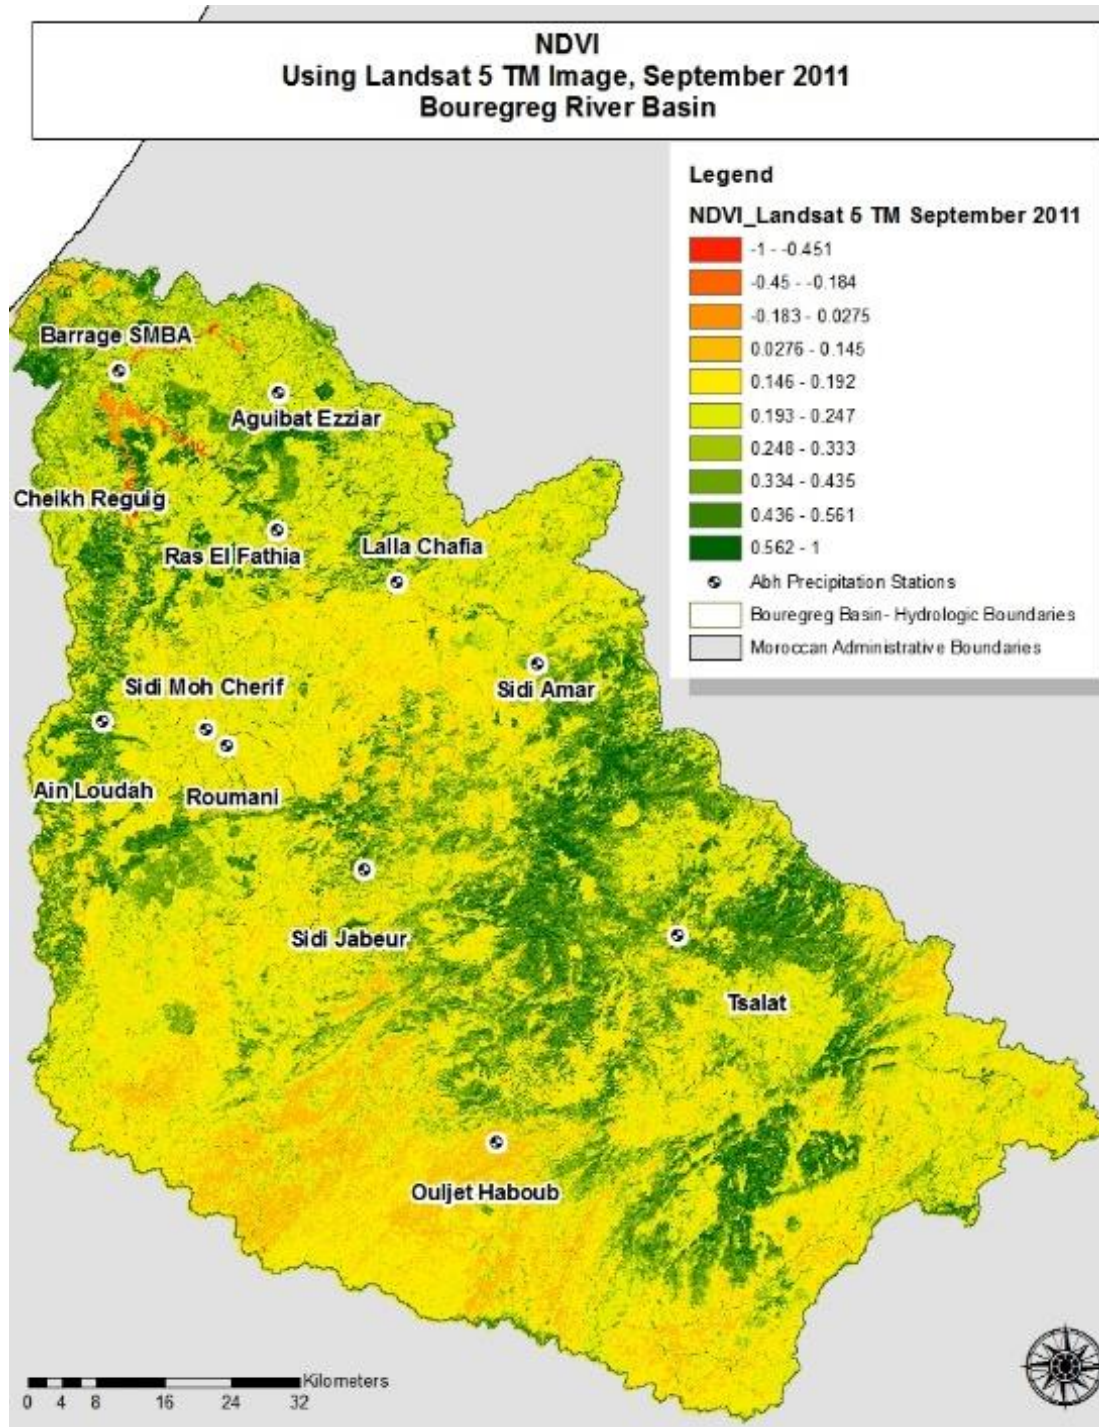 NDVI
Using Landsat 5 TM Image, September 2011
Bouregreg River Basin
Legend
NDVI_Landsat 5 TM September 2011
-1 - -0.451
-0.45 - -0.184
-0.183 - 0.0275
0.0276 - 0.145
0.146 - 0.192
0.193 - 0.247
0.248 - 0.333
0.334 - 0.435
0.436 - 0.561
0.562 - 1
Abh Precipitation Stations
Bouregreg Basin- Hydrologic Boundaries
Moroccan Administrative Boundaries
Barrage SMBA
Aguibat Ezziar
Cheikh Reguig
Ras El Fathia
Lalla Chafia
Sidi Moh Cherif
Sidi Amar
Ain Loudah
Roumani
Sidi Jabeur
Tsalat
Ouljet Haboub
Kilometers
0 4 8 16 24 32